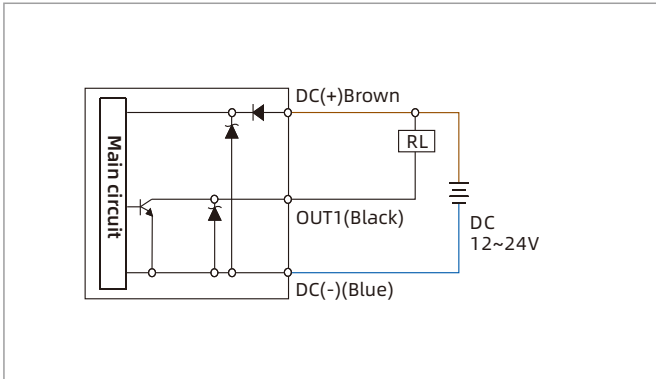 DC(+)Brown
RL
Main circuit
OUT1(Black)
DC
12~24V
DC(-)(Blue)